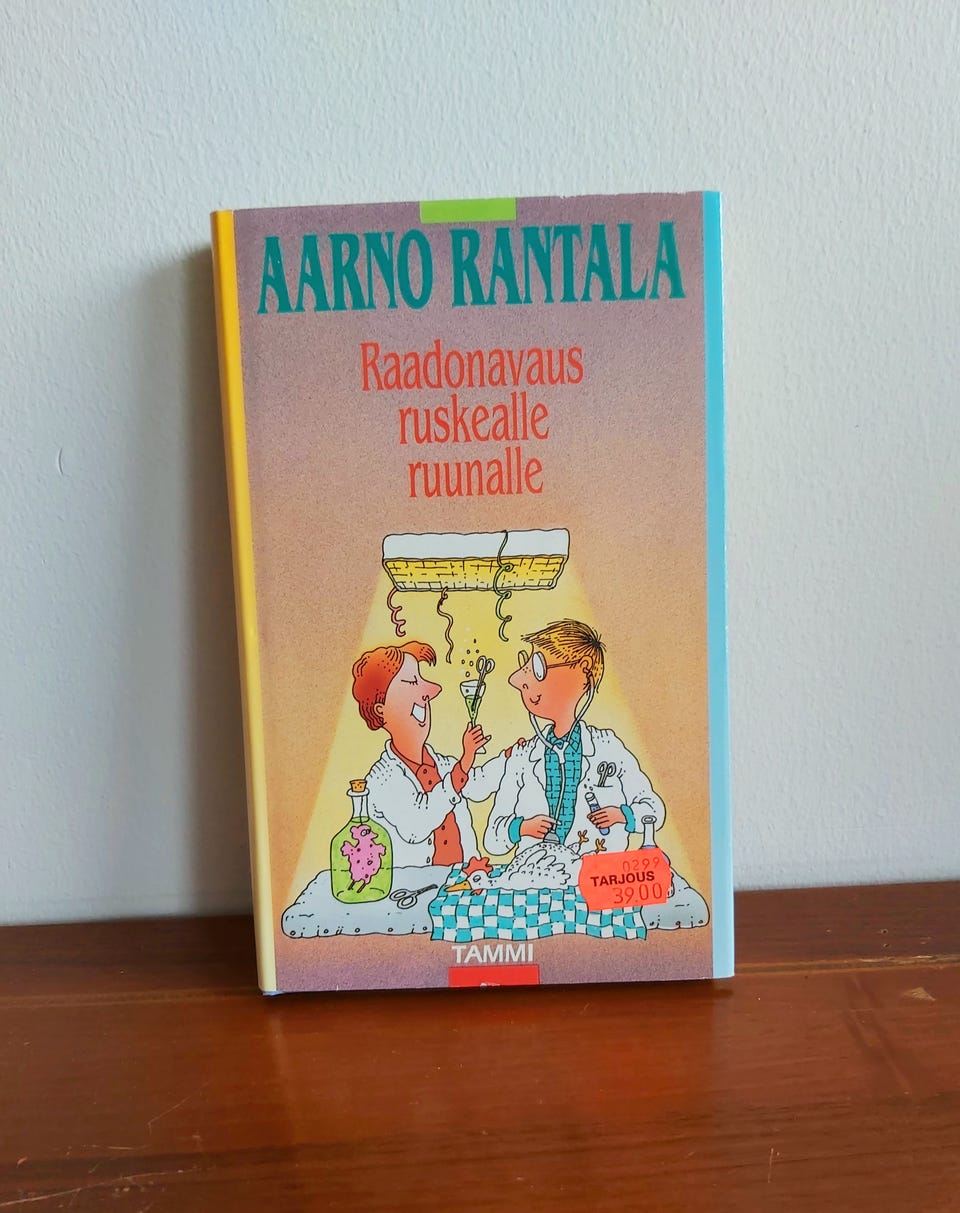 AARNO RANTALA
Raadonavaus
ruskealle
ruunalle
0299
TARJOUS
39.00
TAMMI